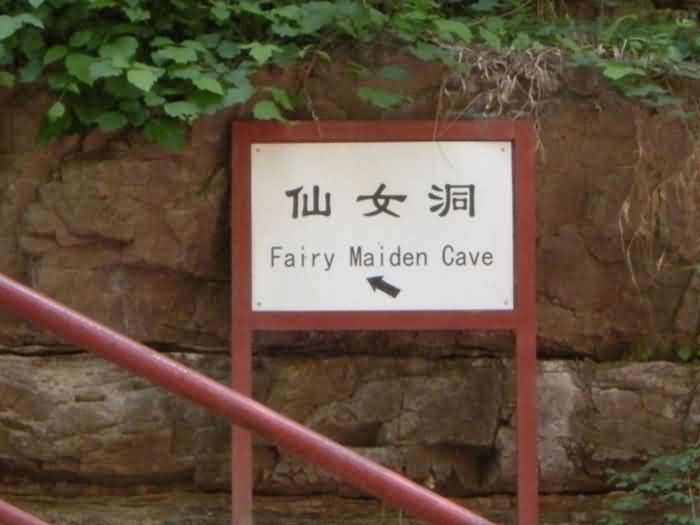 仙女洞
Fairy Maiden Cave